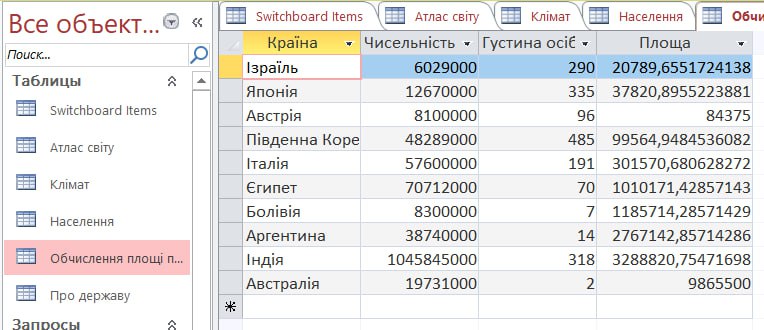 Все объект...
Поиск...
Таблицы
Switchboard Items
Атлас світу
Клімат
Населення
Обчислення площі п...
Про державу
Запросы
Switchboard Items Атлас світу Клімат Населення Обчи
Країна Чисельність Густина осіб Площа
Ізраїль 6029000 290 20789,6551724138
Японія 12670000 335 37820,8955223881
Австрія 8100000 96 84375
Південна Коре 48289000 485 99564,9484536082
Італія 57600000 191 301570,680628272
Єгипет 70712000 70 1010171,42857143
Болівія 8300000 7 1185714,28571429
Аргентина 38740000 14 2767142,85714286
Індія 1045845000 318 3288820,75471698
Австралія 19731000 2 9865500